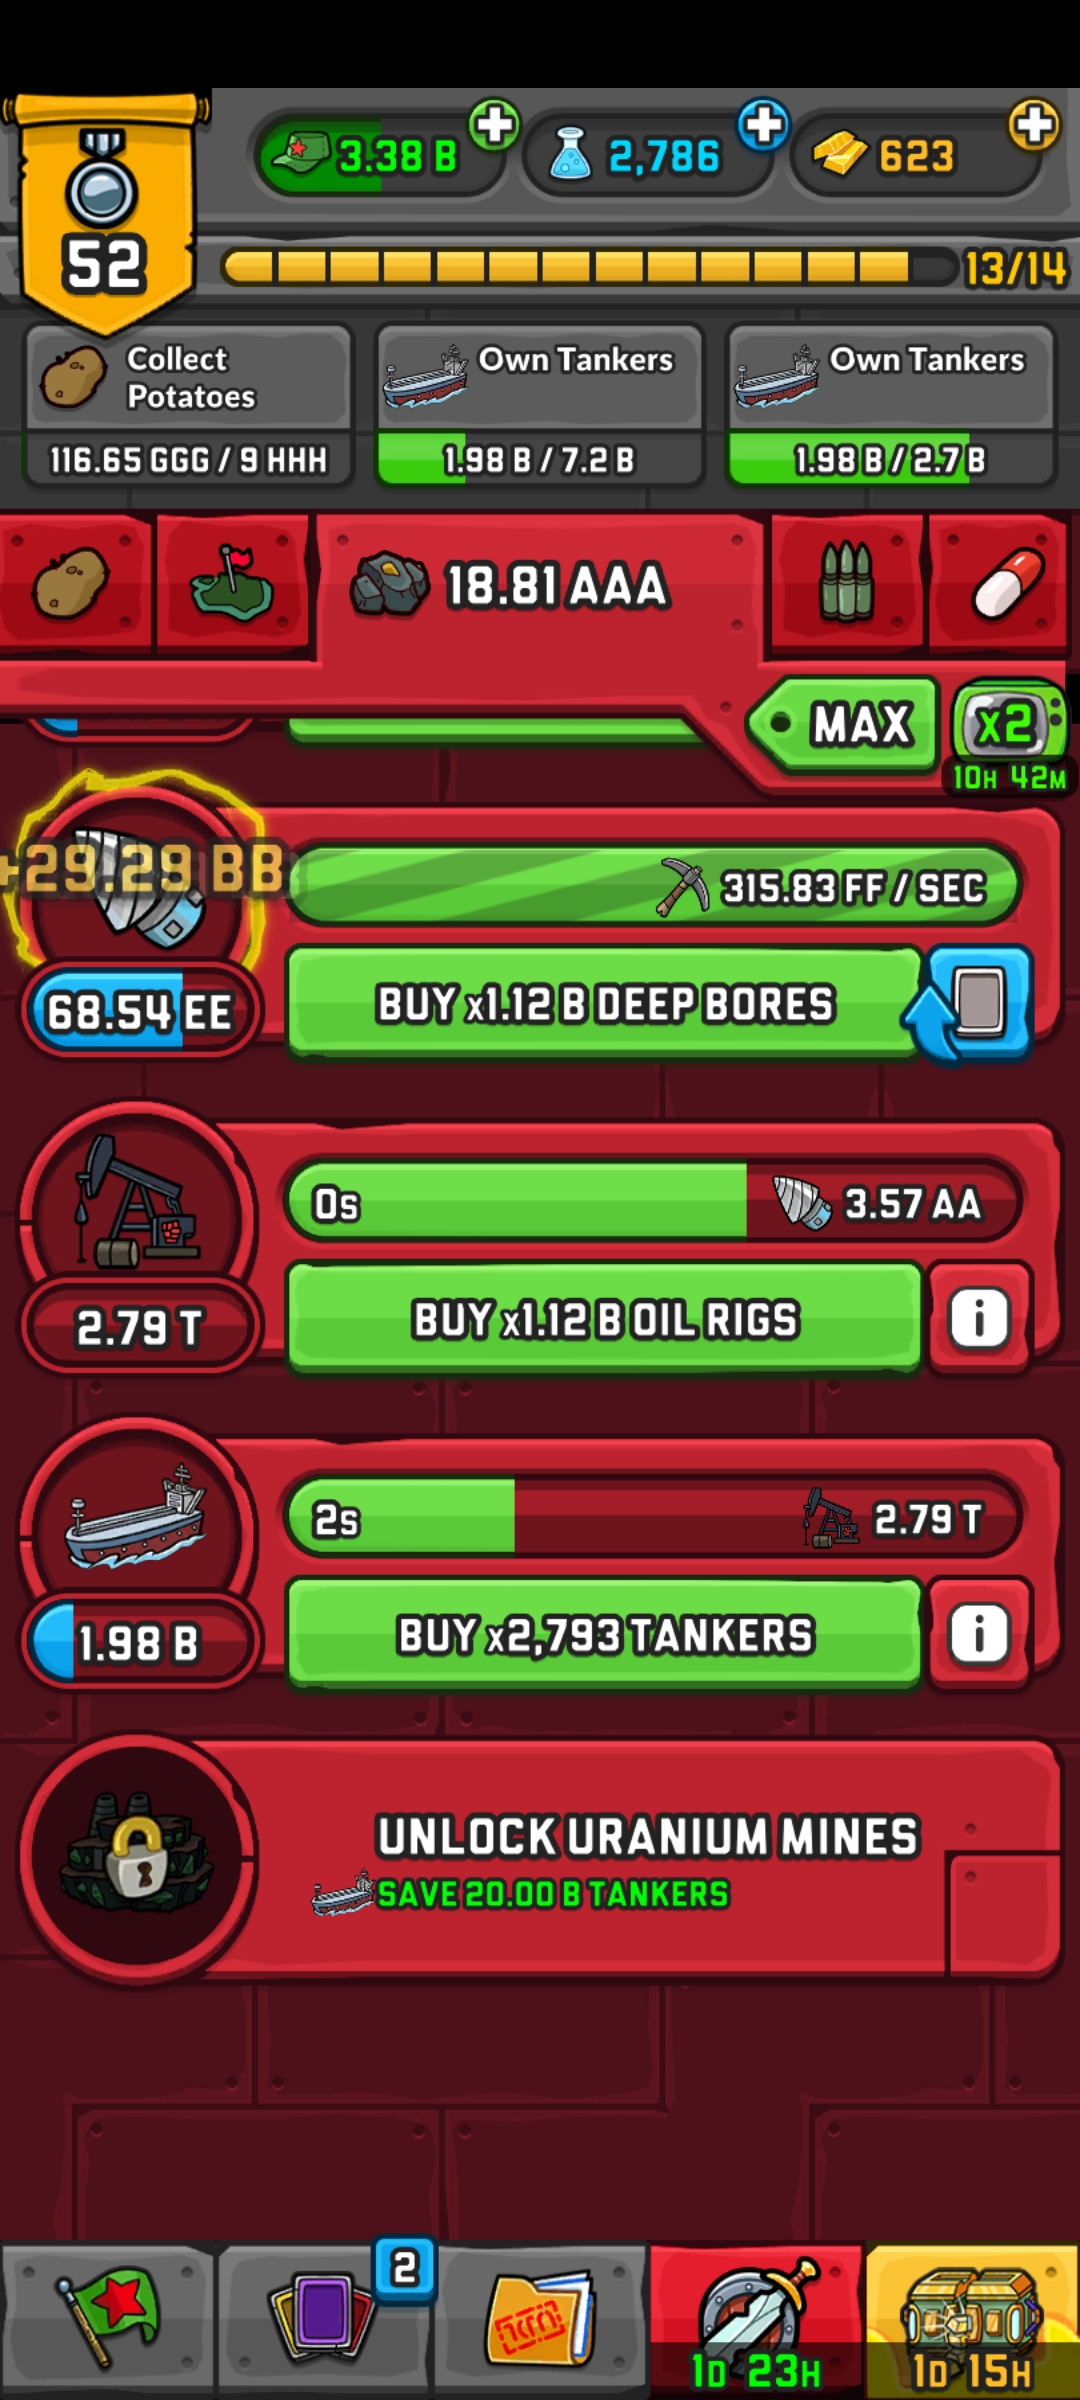 3.38 B
2,786
623
52
13/14
Collect
Potatoes
116.65 GGG / 9 HHH
Own Tankers
1.98 B / 7.2 B
Own Tankers
1.98 B / 2.7 B
18.81 AAA
MAX
x2
10H 42M
+29.29 BB
315.83 FF / SEC
68.54 EE
BUY x1.12 B DEEP BORES
0s
3.57 AA
2.79 T
BUY x1.12 B OIL RIGS
i
2s
2.79 T
1.98 B
BUY x2,793 TANKERS
i
UNLOCK URANIUM MINES
SAVE 20.00 B TANKERS
2
1D 23H
1D 15H